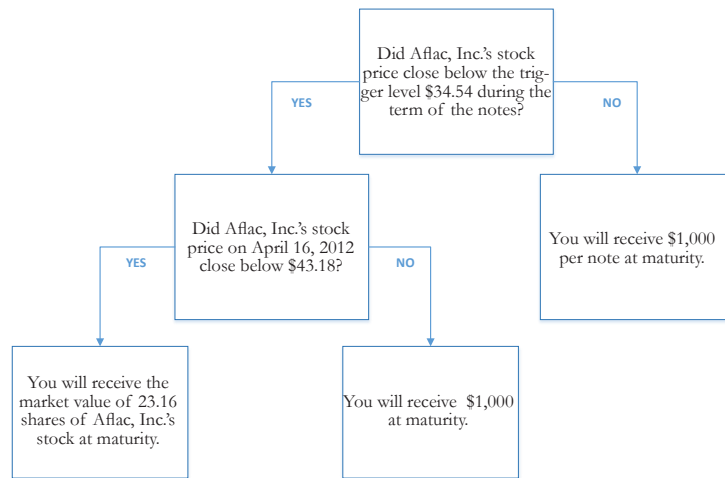 Did Aflac, Inc.'s stock
price close below the trig-
ger level $34.54 during the
term of the notes?
YES
NO
Did Aflac, Inc.'s stock
price on April 16, 2012
close below $43.18?
You will receive $1,000
per note at maturity.
YES
NO
You will receive the
market value of 23.16
shares of Aflac, Inc.'s
stock at maturity.
You will receive $1,000
at maturity.